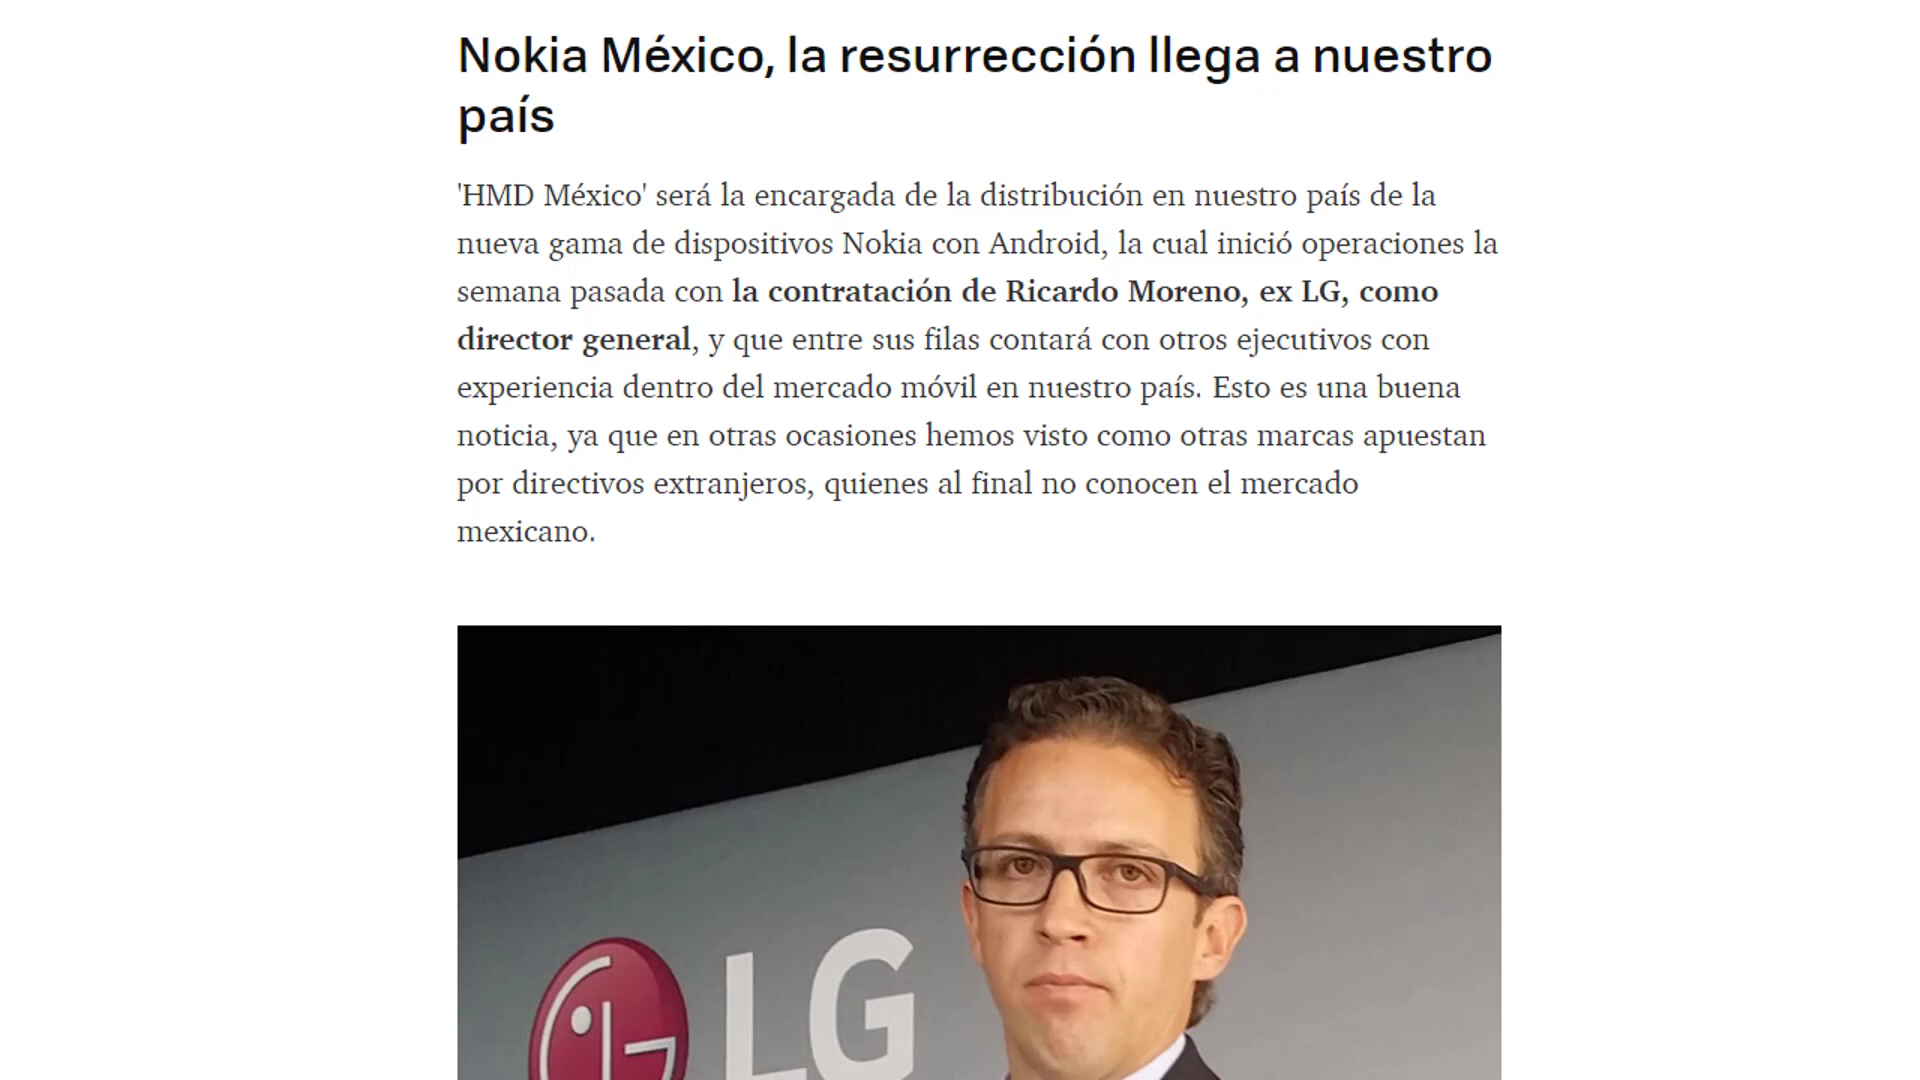 Nokia México, la resurrección llega a nuestro
país
'HMD México' será la encargada de la distribución en nuestro país de la
nueva gama de dispositivos Nokia con Android, la cual inició operaciones la
semana pasada con la contratación de Ricardo Moreno, ex LG, como
director general, y que entre sus filas contará con otros ejecutivos con
experiencia dentro del mercado móvil en nuestro país. Esto es una buena
noticia, ya que en otras ocasiones hemos visto como otras marcas apuestan
por directivos extranjeros, quienes al final no conocen el mercado
mexicano.
LG